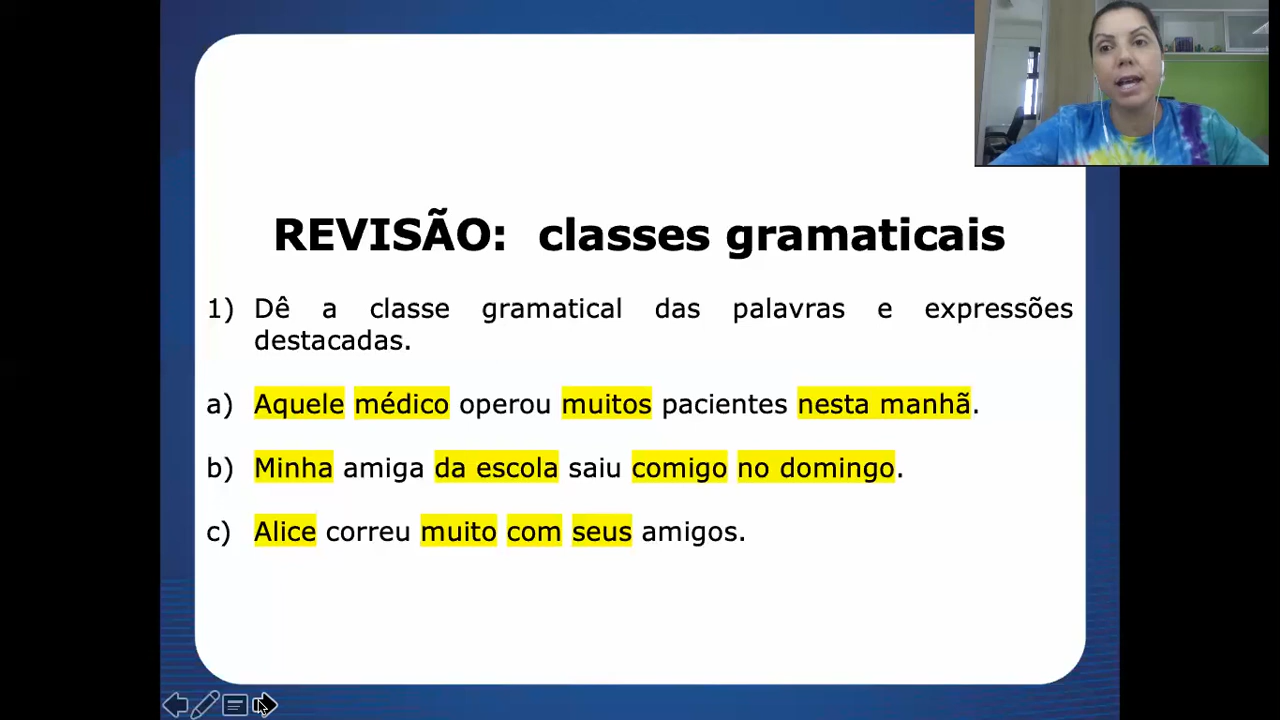 REVISÃO: classes gramaticais
1) Dê a classe gramatical das palavras e expressões
destacadas.
a) Aquele médico operou muitos pacientes nesta manhã.
b) Minha amiga da escola saiu comigo no domingo.
c) Alice correu muito com seus amigos.